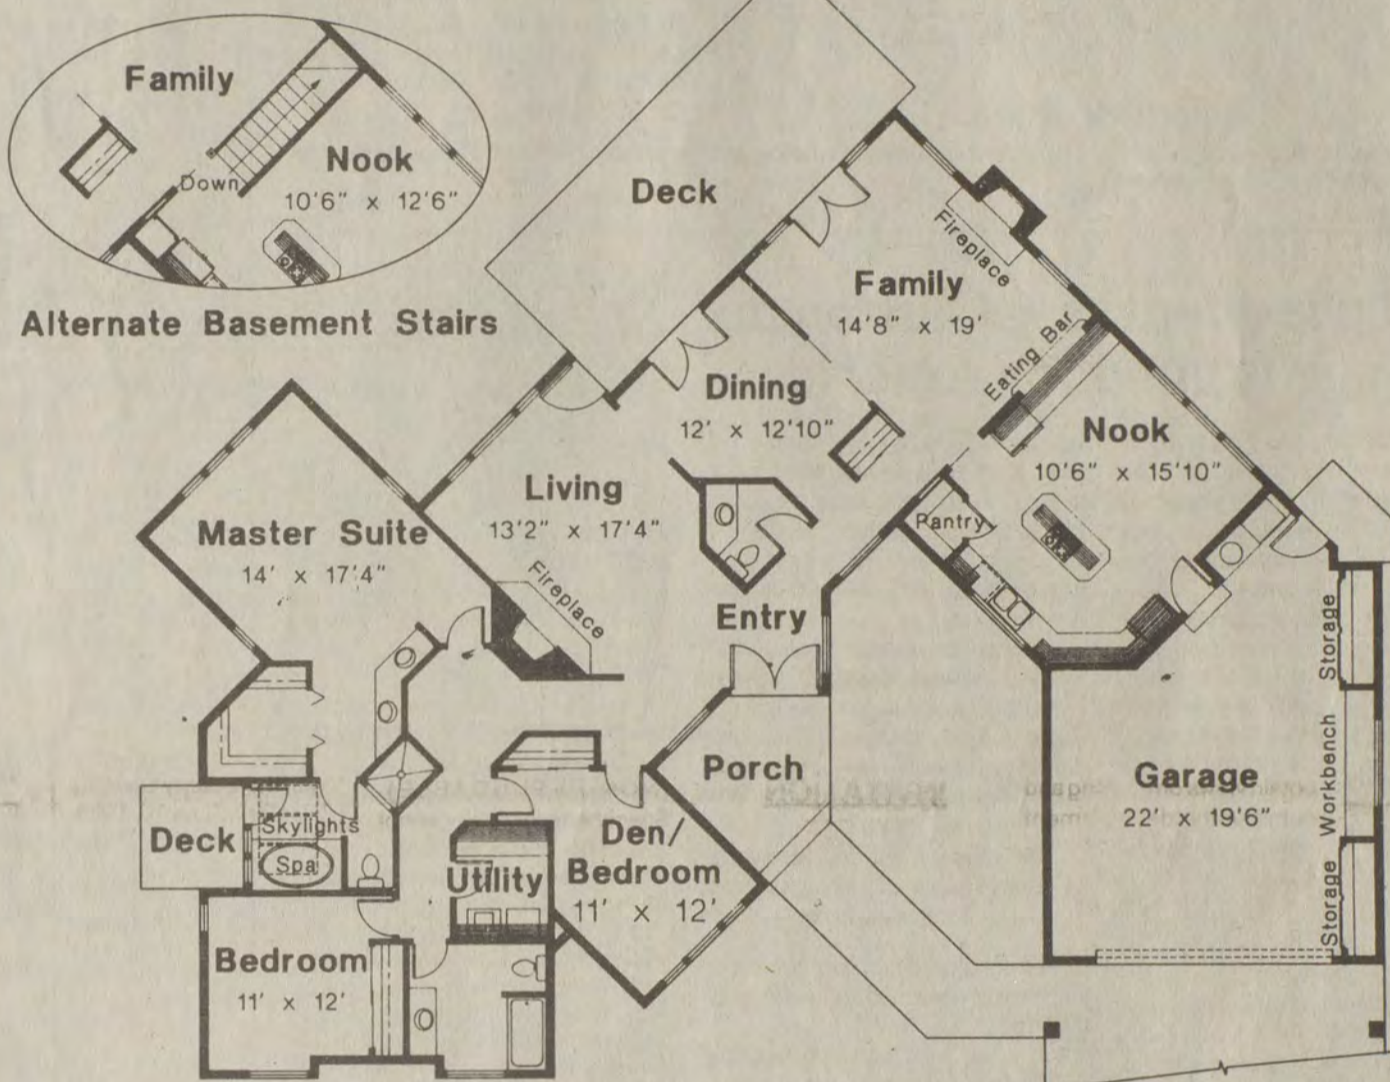 Family
Nook
Down
10'6" x 12'6"
Alternate Basement Stairs
Deck
Fireplace
Family
14'8" x 19'
Eating Bar
Dining
12' x 12'10"
Nook
10'6" x 15'10"
Living
13'2" x 17'4"
Pantry
Master Suite
14' x 17'4"
Fireplace
Entry
Storage
Porch
Workbench
Garage
22' x 19'6"
Deck
Skylights
Spa
Utility
Den/
Bedroom
11' x 12'
Storage
Bedroom
11' x 12'